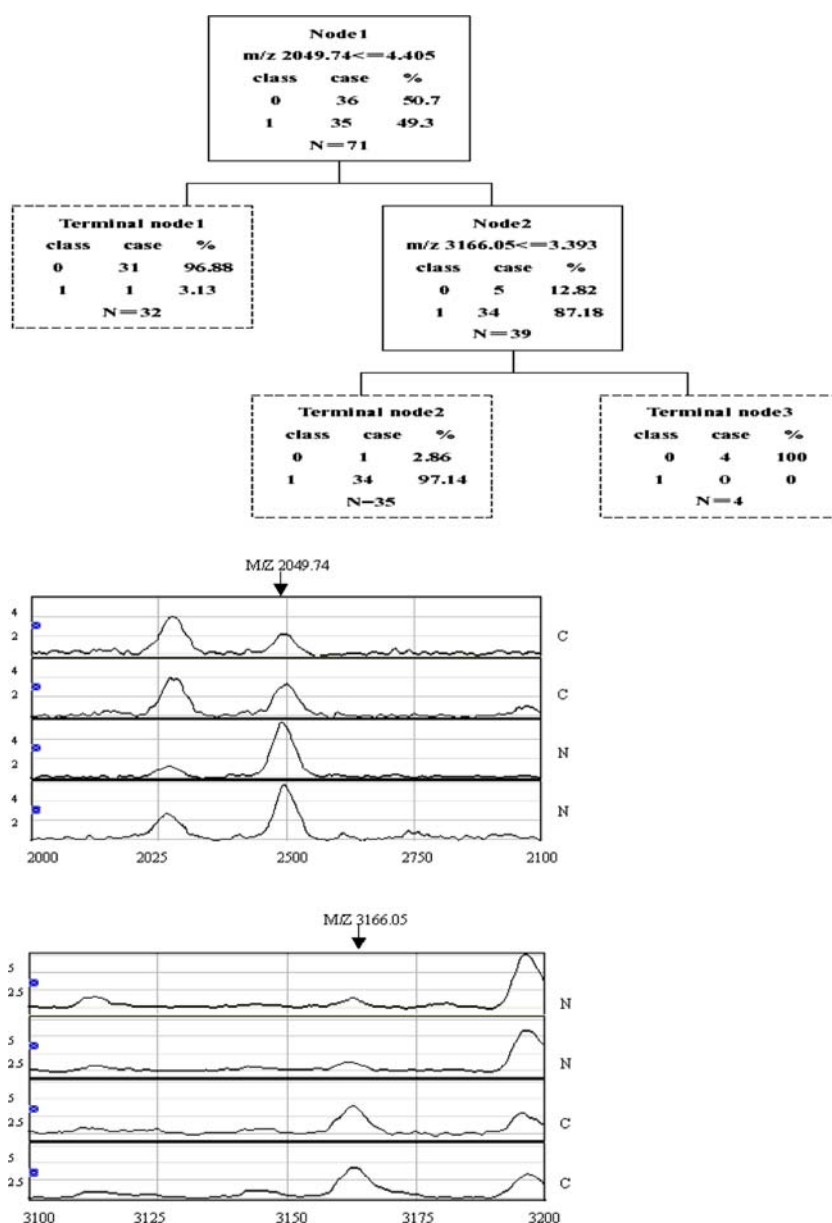 Node1
m/z 2049.74<=4.405
class case %
0 36 50.7
1 35 49.3
N=71
Terminal node1
class case %
0 31 96.88
1 1 3.13
N=32
Node2
m/z 3166.05<=3.393
class case %
0 5 12.82
1 34 87.18
N=39
Terminal node2
class case %
0 1 2.86
1 34 97.14
N=35
Terminal node3
class case %
0 4 100
1 0 0
N=4
M/Z 2049.74
4
2
C
4
2
C
4
2
N
4
2
N
2000 2025 2500 2750 2100
M/Z 3166.05
5
2.5
N
5
2.5
N
5
2.5
C
5
2.5
C
3100 3125 3150 3175 3200